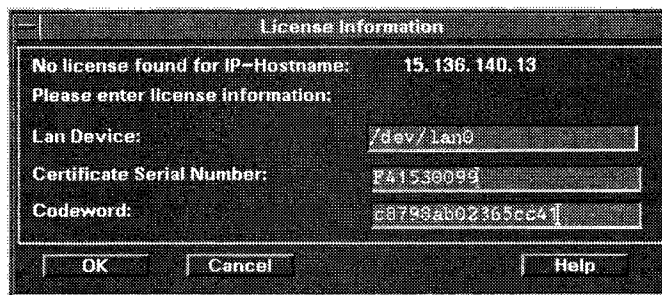 License Information
No license found for IP-Hostname: 15.136.140.13
Please enter license information:
Lan Device: /dev/lan0
Certificate Serial Number: F41530099
Codeword: c8798ab02365cc41
OK Cancel Help